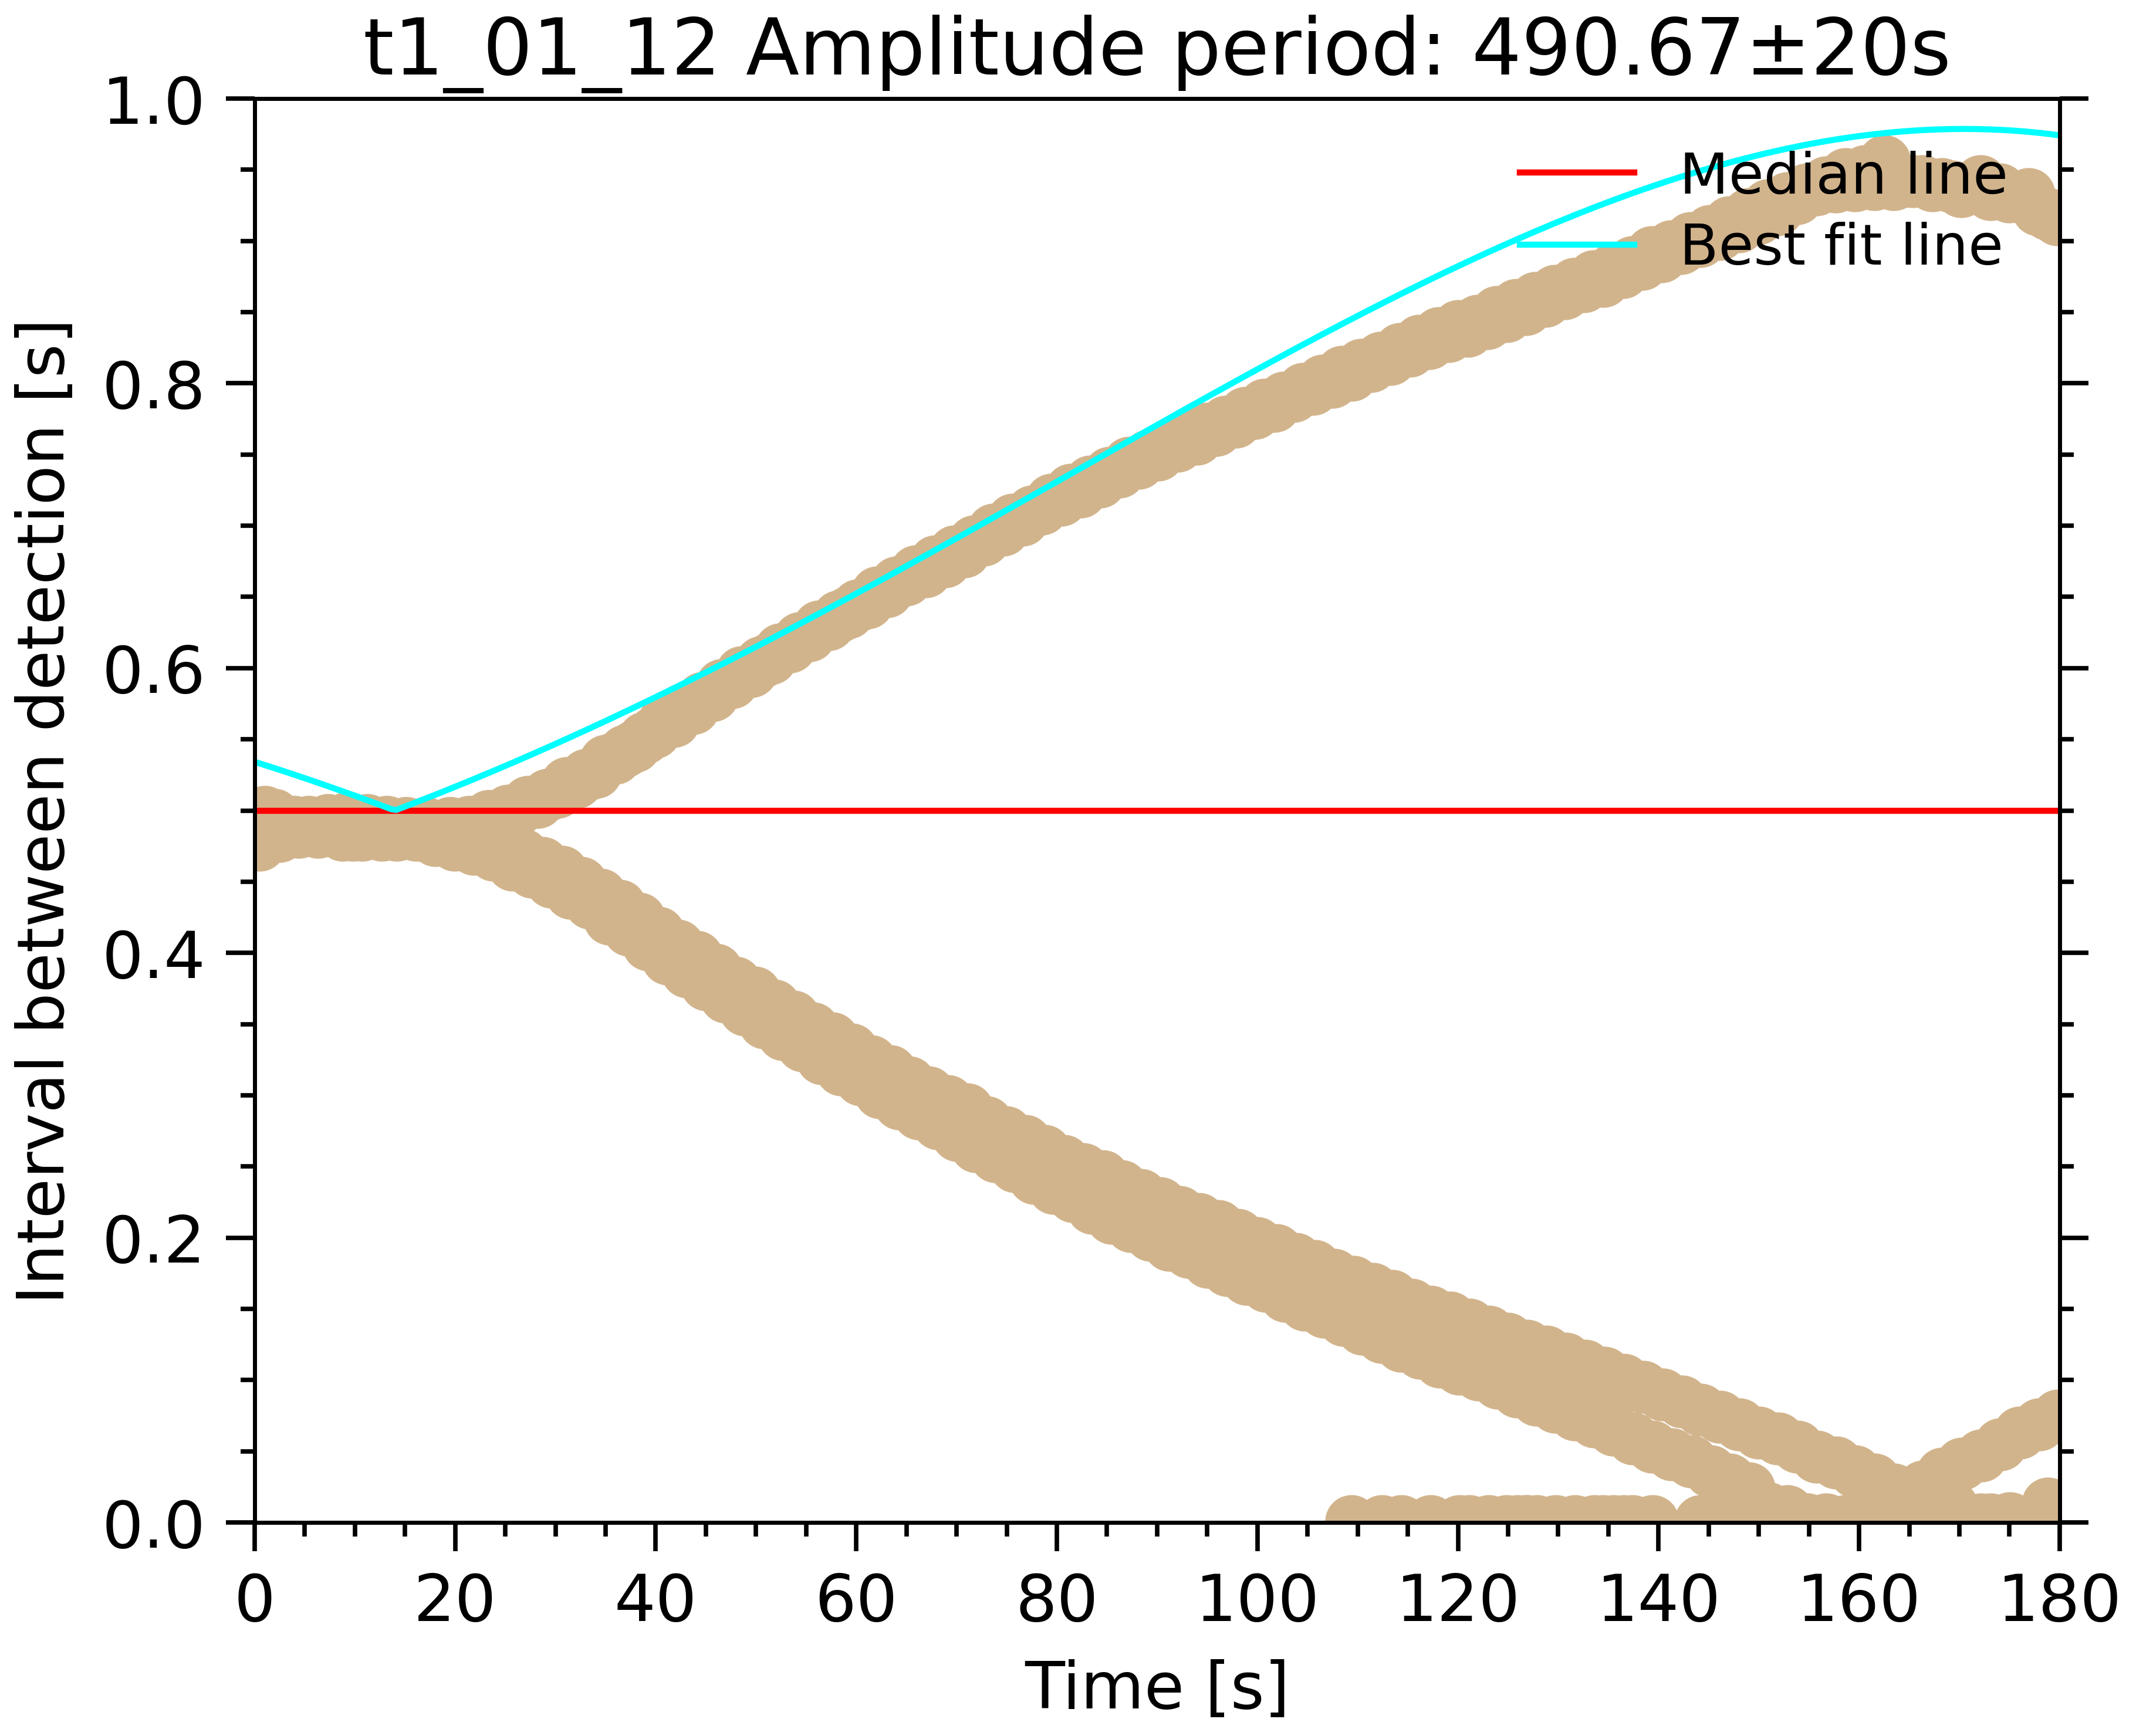 t1_01_12 Amplitude period: 490.67±20s
Median line
Best fit line
Interval between detection [s]
1.0
0.8
0.6
0.4
0.2
0.0
0 20 40 60 80 100 120 140 160 180
Time [s]